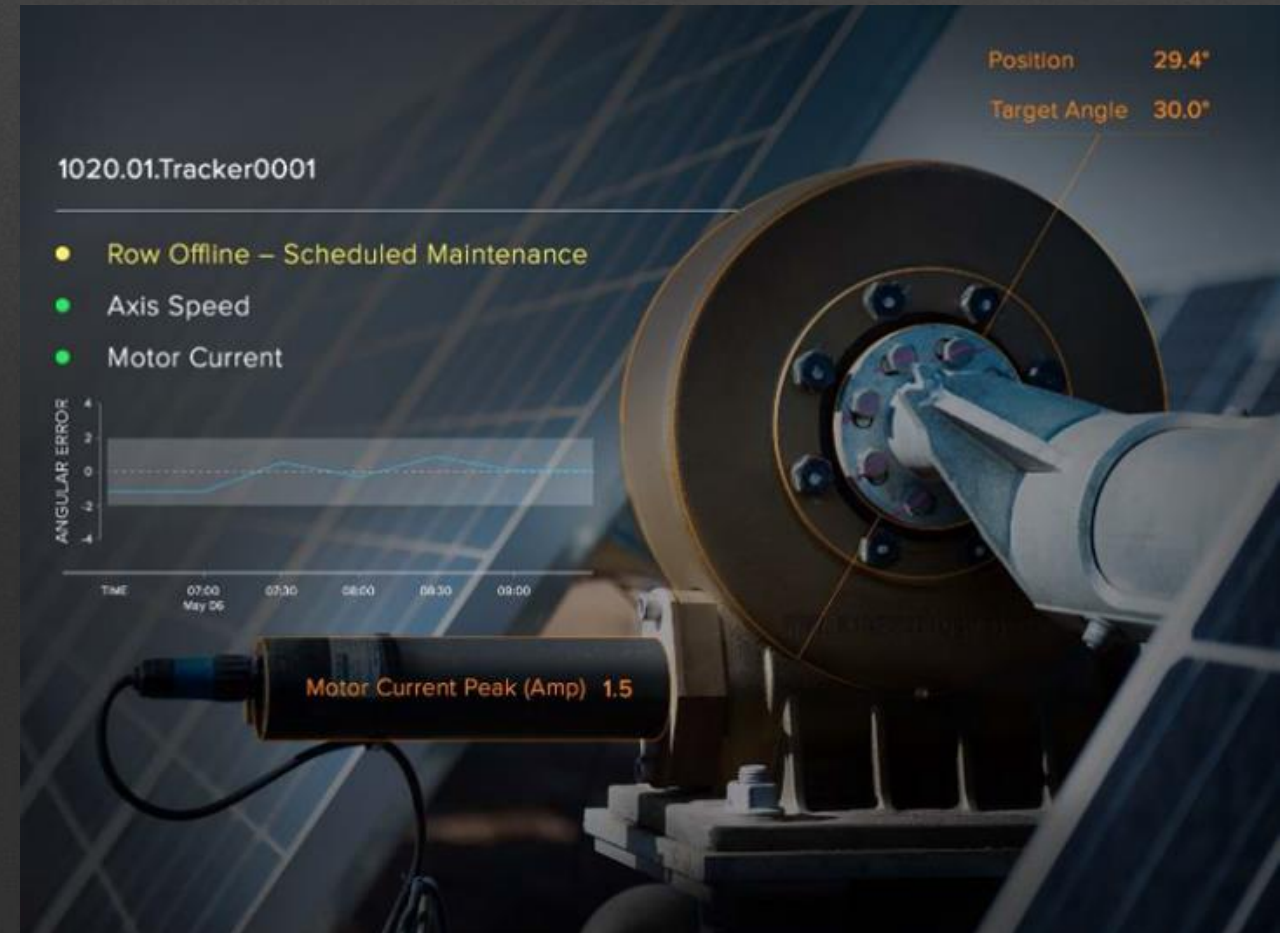 Position 29.4°
Target Angle 30.0°
1020.01.Tracker0001
Row Offline – Scheduled Maintenance
Axis Speed
Motor Current
ANGULAR ERROR
4
2
0
-2
-4
TIME 07:00 07:30 08:00 08:30 09:00
May 06
Motor Current Peak (Amp) 1.5